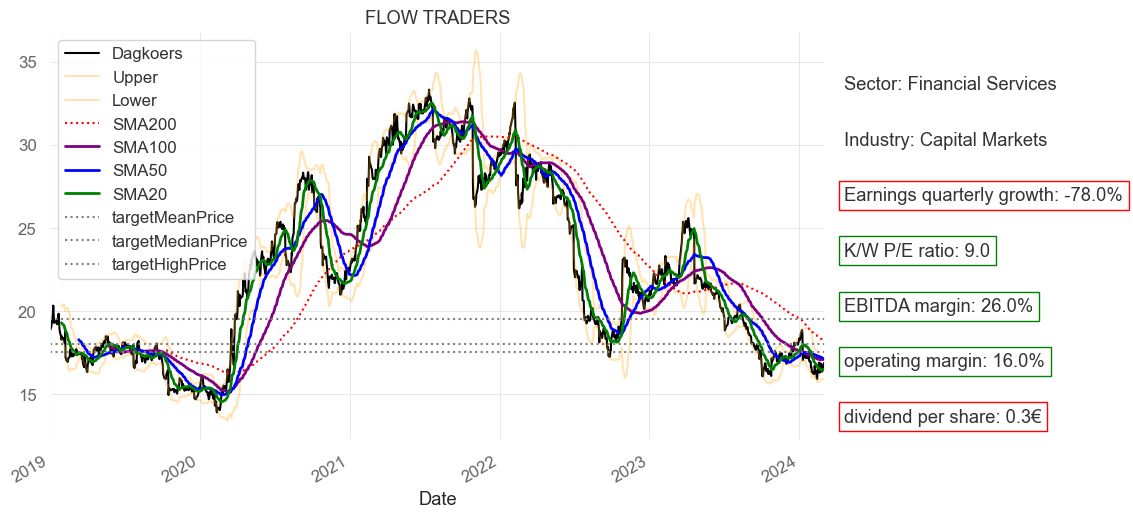 FLOW TRADERS
Dagkoers
Upper
Lower
SMA200
SMA100
SMA50
SMA20
targetMeanPrice
targetMedianPrice
targetHighPrice
35
30
25
20
15
2019
2020
2021
2022
2023
2024
Date
Sector: Financial Services
Industry: Capital Markets
Earnings quarterly growth: -78.0%
K/W P/E ratio: 9.0
EBITDA margin: 26.0%
operating margin: 16.0%
dividend per share: 0.3€